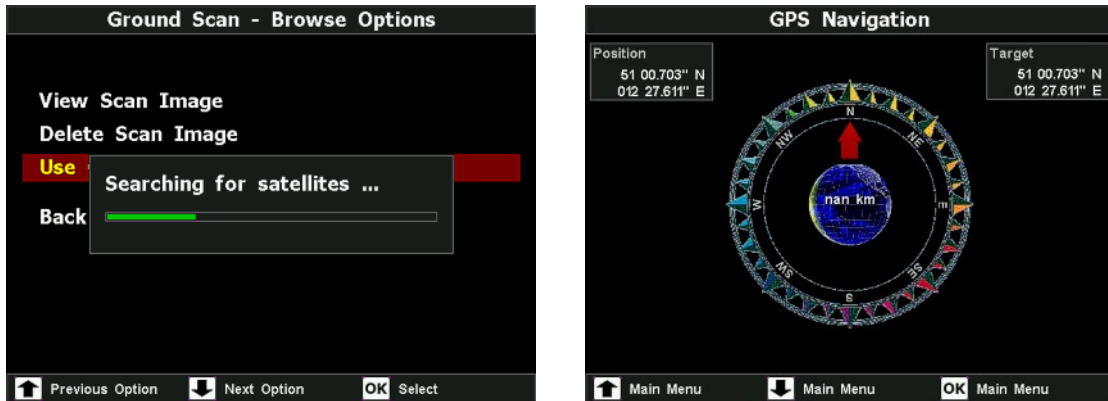 Ground Scan - Browse Options
View Scan Image
Delete Scan Image
Use
Searching for satellites ...
Back
Previous Option Next Option OK Select
GPS Navigation
Position
51 00.703" N
012 27.611" E
Target
51 00.703" N
012 27.611" E
N
NW
NE
nan km
W
E
SW
SE
S
Main Menu Main Menu OK Main Menu